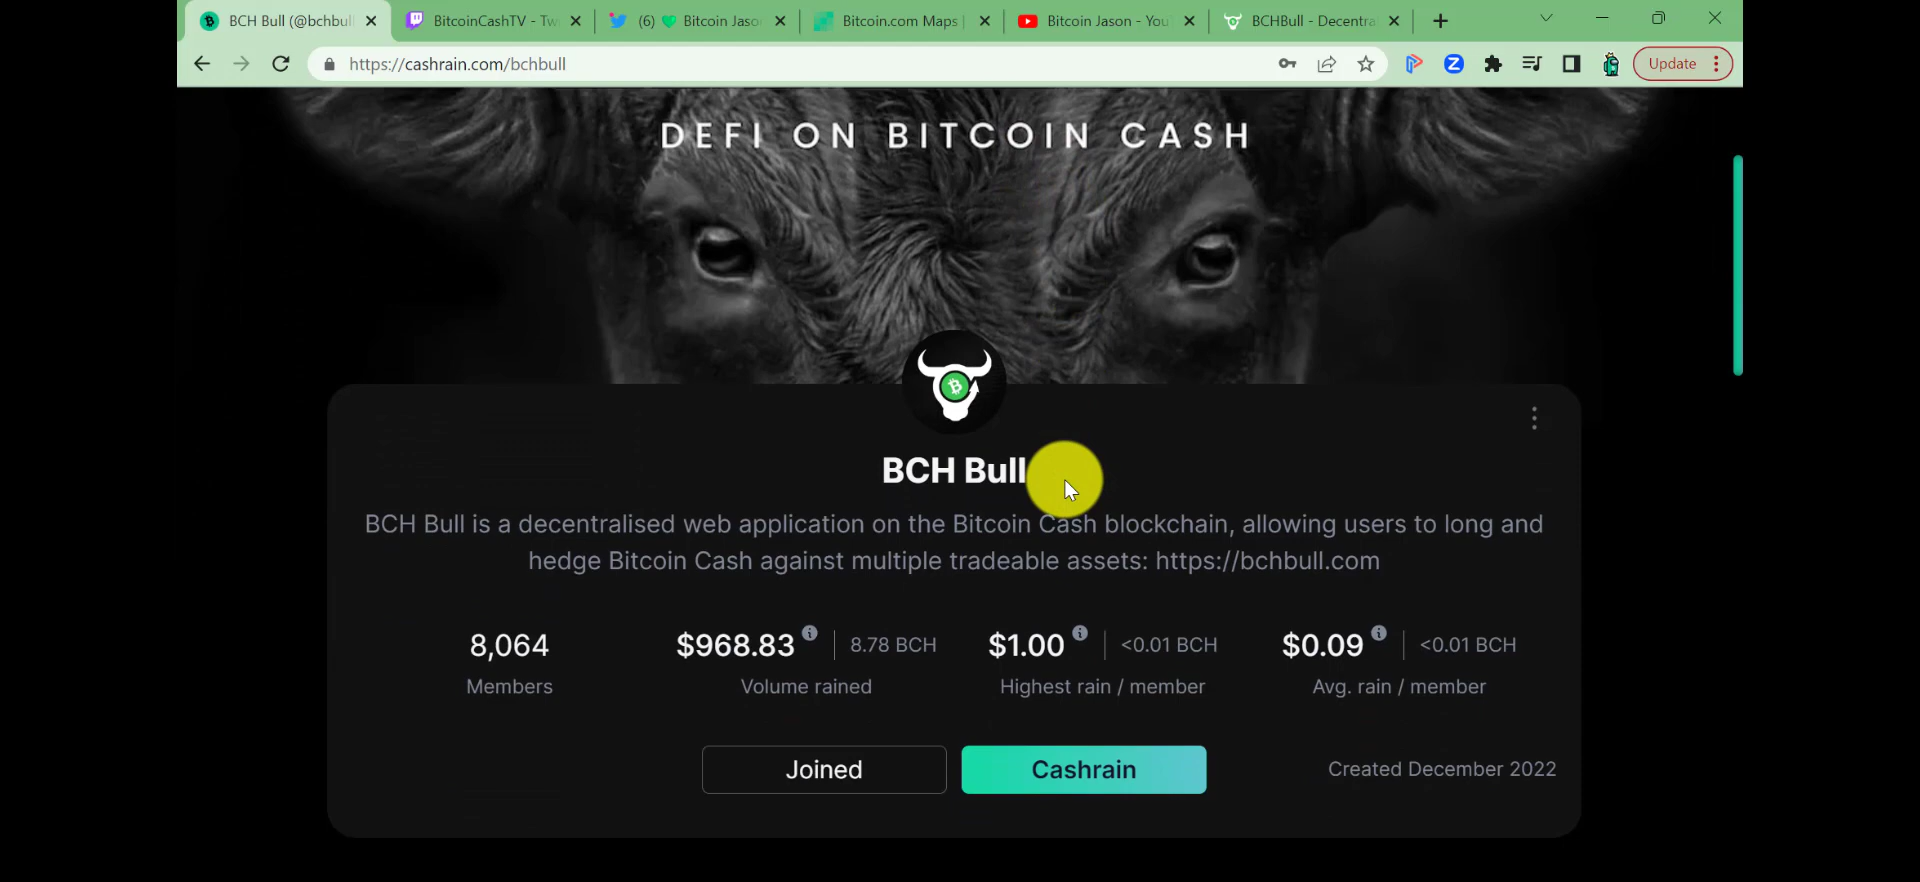 BCH Bull (@bchbull
BitcoinCashTV - Tw
(6) 💚 Bitcoin Jaso
Bitcoin.com Maps |
Bitcoin Jason - You
BCHBull - Decentra
https://cashrain.com/bchbull
Update
DEFI ON BITCOIN CASH
BCH Bull
BCH Bull is a decentralised web application on the Bitcoin Cash blockchain, allowing users to long and
hedge Bitcoin Cash against multiple tradeable assets: https://bchbull.com
8,064
Members
$968.83 8.78 BCH
Volume rained
$1.00 <0.01 BCH
Highest rain / member
$0.09 <0.01 BCH
Avg. rain / member
Joined
Cashrain
Created December 2022